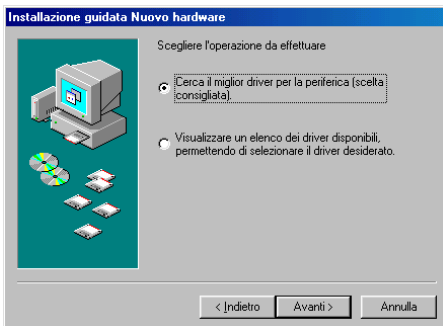 Installazione guidata Nuovo hardware
Scegliere l'operazione da effettuare
Cerca il miglior driver per la periferica (scelta
consigliata).
Visualizzare un elenco dei driver disponibili,
permettendo di selezionare il driver desiderato.
< Indietro
Avanti >
Annulla